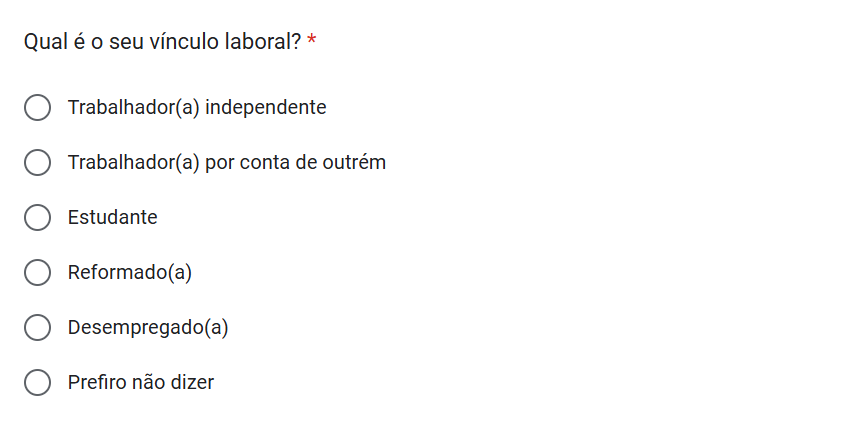 Qual é o seu vínculo laboral? *
Trabalhador(a) independente
Trabalhador(a) por conta de outrém
Estudante
Reformado(a)
Desempregado(a)
Prefiro não dizer